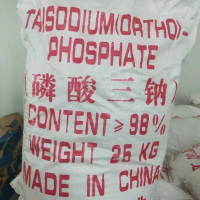 TRISODIUM(ORTHO)-
PHOSPHATE
(磷酸三钠)
CONTENT ≥ 98%
WEIGHT 25 KG
MADE IN CHINA